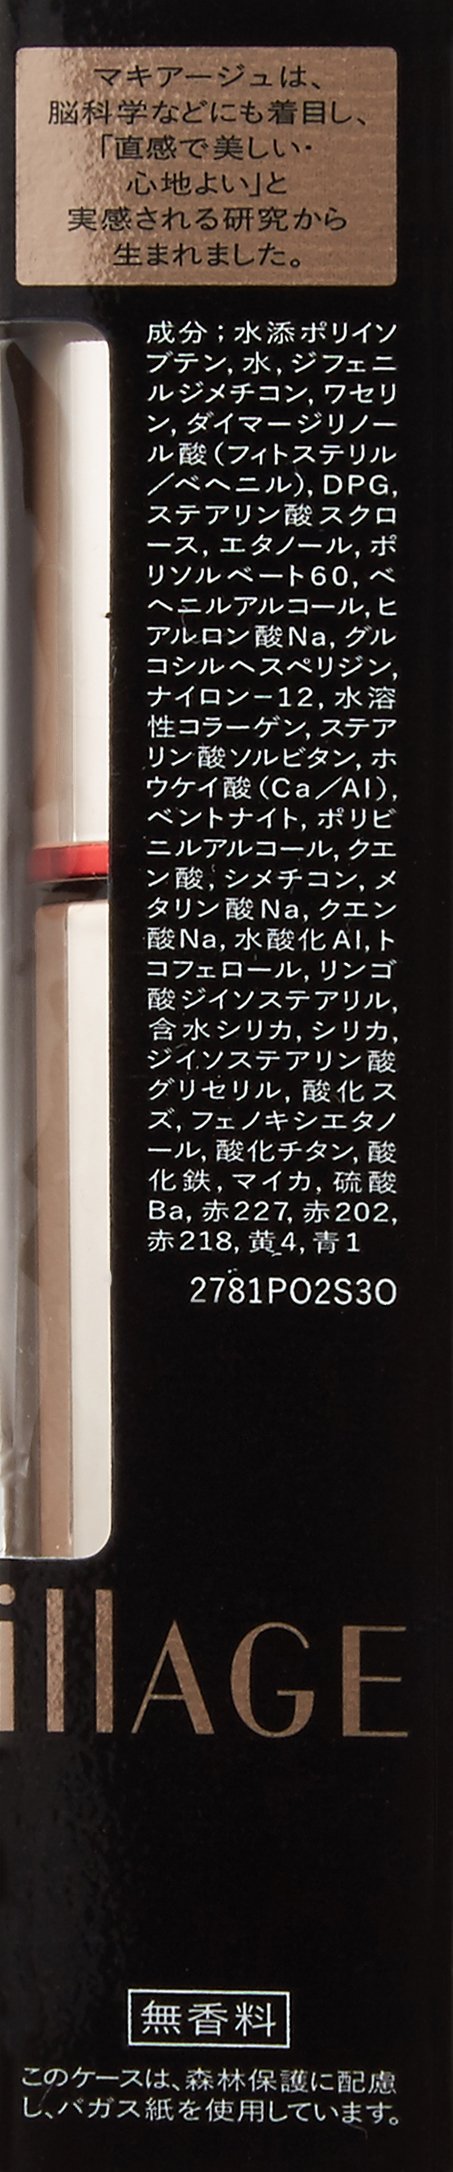 マキアージュは、
脳科学などにも着目し、
「直感で美しい・
心地よい」と
実感される研究から
生まれました。
成分；水添ポリイソ
ブテン, 水, ジフェニ
ルジメチコン, ワセリ
ン, ダイマージリノー
ル酸（フィトステリル
／ベヘニル）, DPG,
ステアリン酸スクロ
ース, エタノール, ポ
リソルベート60, ベ
ヘニルアルコール, ヒ
アルロン酸Na, グル
コシルヘスペリジン,
ナイロン－12, 水溶
性コラーゲン, ステア
リン酸ソルビタン, ホ
ウケイ酸（Ca／Al）,
ベントナイト, ポリビ
ニルアルコール, クエ
ン酸, シメチコン, メ
タリン酸Na, クエン
酸Na, 水酸化Al, ト
コフェロール, リンゴ
酸ジイソステアリル,
含水シリカ, シリカ,
ジイソステアリン酸
グリセリル, 酸化ス
ズ, フェノキシエタノ
ール, 酸化チタン, 酸
化鉄, マイカ, 硫酸
Ba, 赤227, 赤202,
赤218, 黄4, 青1
2781PO2S3O
illAGE
無香料
このケースは、森林保護に配慮
し、バガス紙を使用しています。